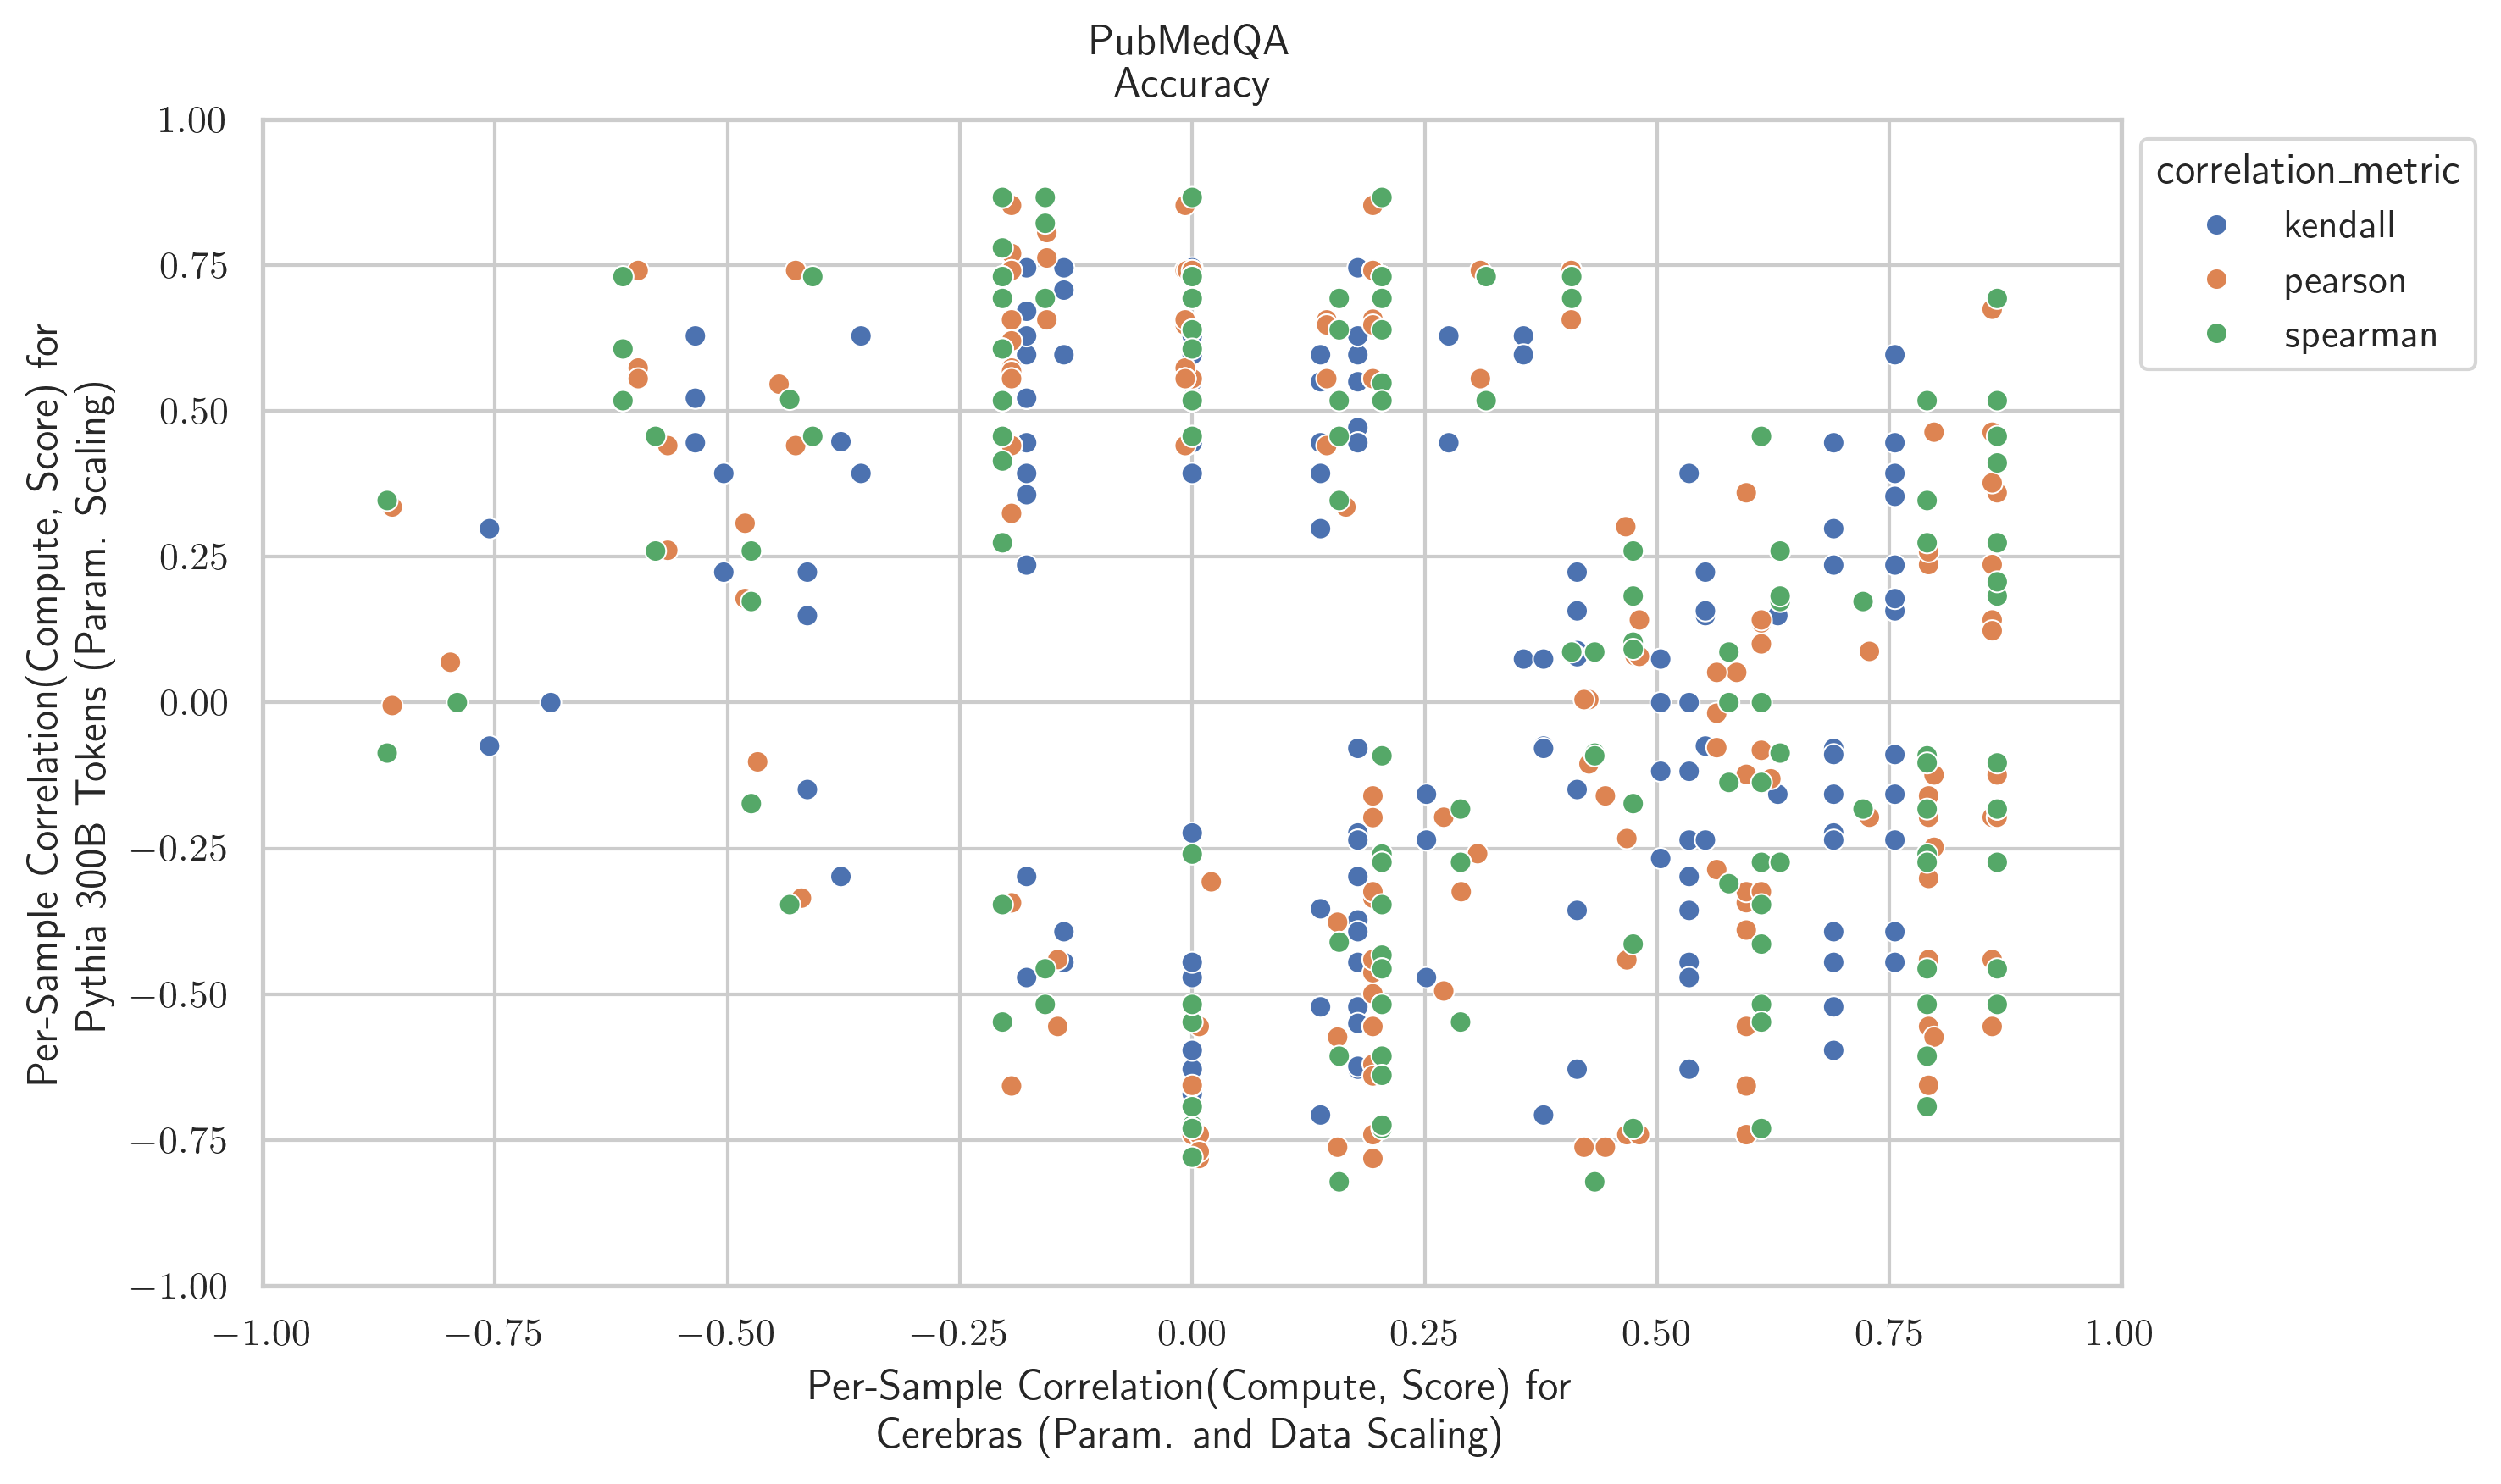 PubMedQA
Accuracy
1.00
0.75
0.50
0.25
0.00
−0.25
−0.50
−0.75
−1.00
Per-Sample Correlation(Compute, Score) for
Pythia 300B Tokens (Param. Scaling)
−1.00 −0.75 −0.50 −0.25 0.00 0.25 0.50 0.75 1.00
Per-Sample Correlation(Compute, Score) for
Cerebras (Param. and Data Scaling)
correlation_metric
kendall
pearson
spearman